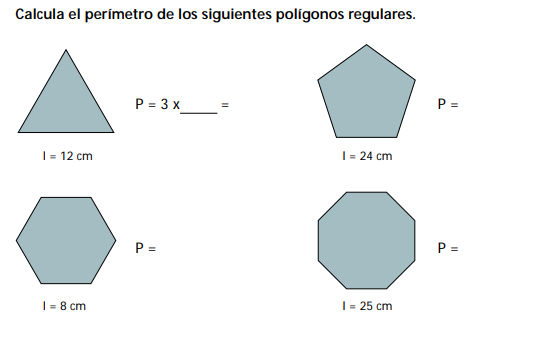 Calcula el perímetro de los siguientes polígonos regulares.
P = 3 x_____ =
P =
l = 12 cm
l = 24 cm
P =
P =
l = 8 cm
l = 25 cm